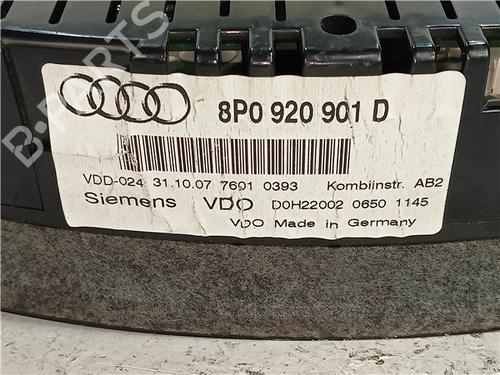 8P0 920 901 D
VDD-024 31.10.07 7601 0393 Kombiinstr. AB2
Siemens VDO D0H22002 0650 1145
VDO Made in Germany
B-PARTS